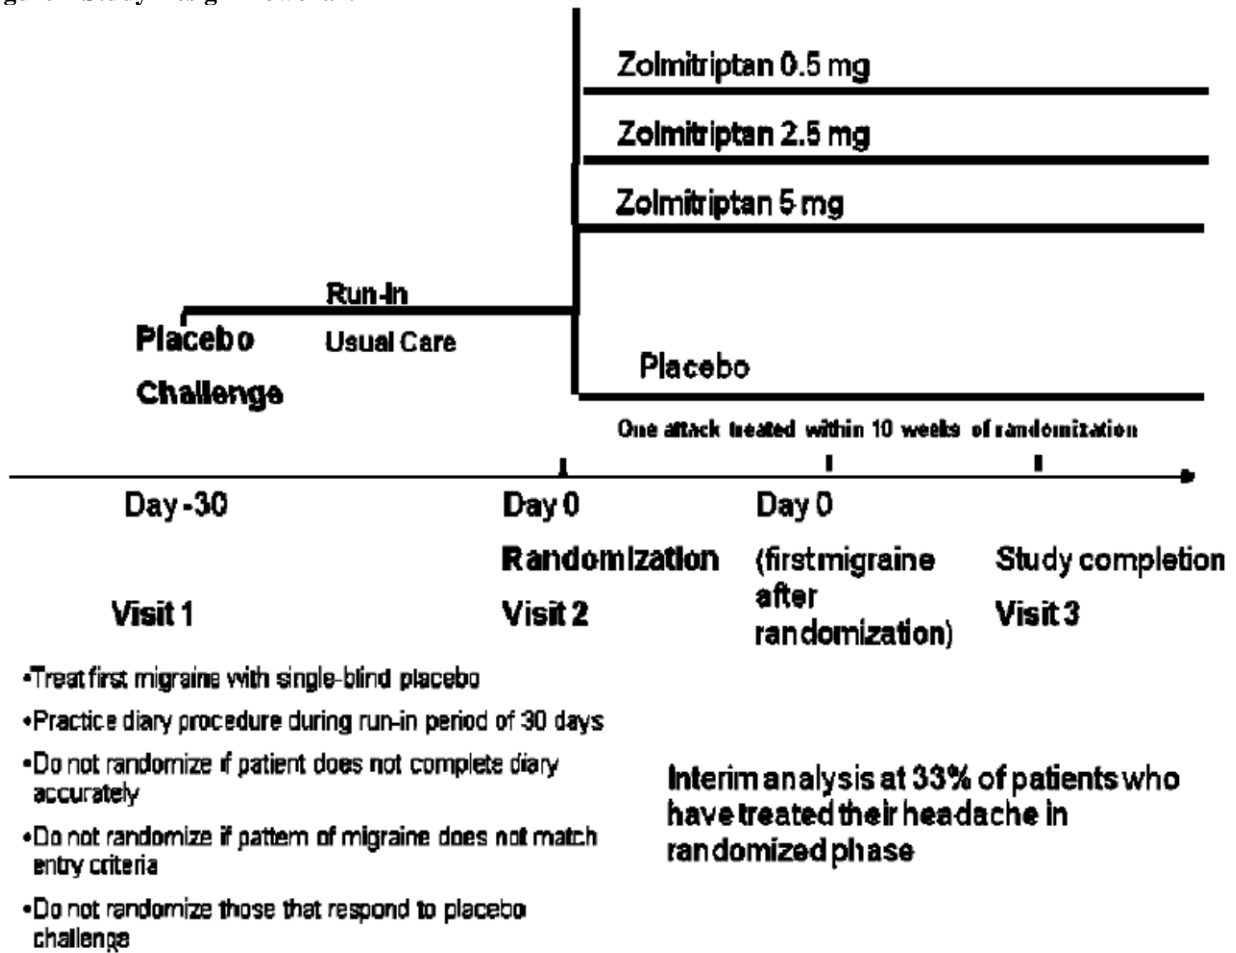 Zolmitriptan 0.5 mg
Zolmitriptan 2.5 mg
Zolmitriptan 5 mg
Run-In
Placebo
Usual Care
Challenge
Placebo
One attack treated within 10 weeks of randomization
Day -30
Day 0
Day 0
Randomization
(first migraine
after
randomization)
Study completion
Visit 1
Visit 2
Visit 3
•Treat first migraine with single-blind placebo
•Practice diary procedure during run-in period of 30 days
•Do not randomize if patient does not complete diary
accurately
•Do not randomize if pattern of migraine does not match
entry criteria
•Do not randomize those that respond to placebo
challenge
Interim analysis at 33% of patients who
have treated their headache in
randomized phase